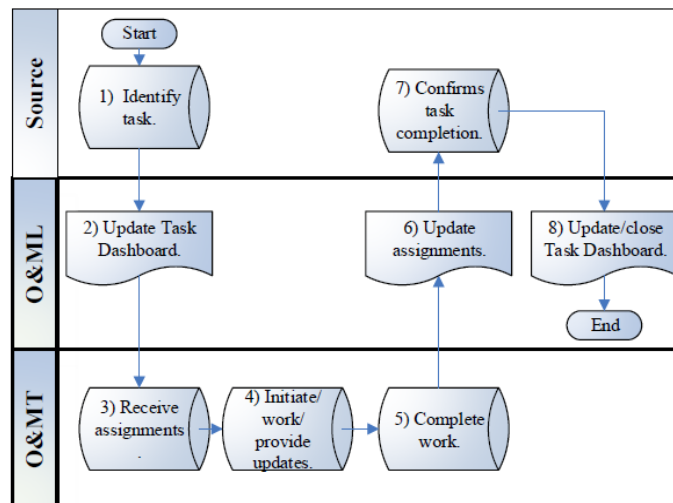 Source
Start
1) Identify
task.
7) Confirms
task
completion.
O&ML
2) Update Task
Dashboard.
6) Update
assignments.
8) Update/close
Task Dashboard.
End
O&MT
3) Receive
assignments
.
4) Initiate/
work/
provide
updates.
5) Complete
work.